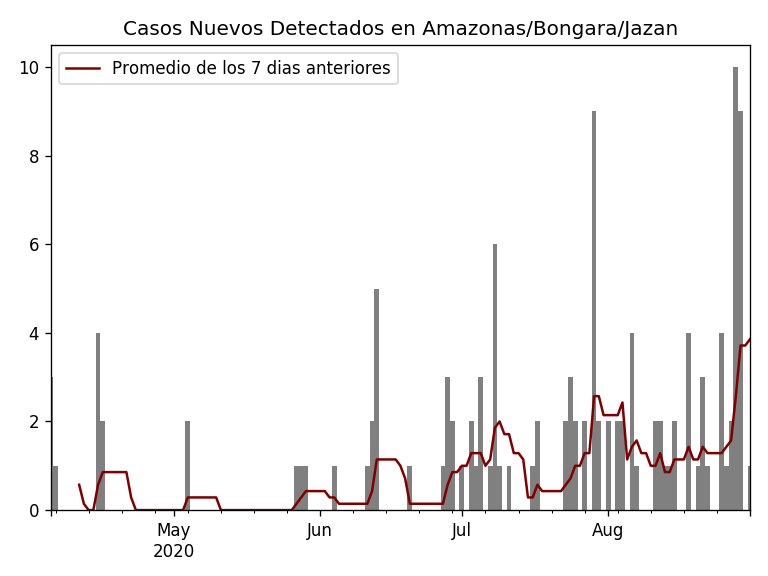 Casos Nuevos Detectados en Amazonas/Bongara/Jazan
Promedio de los 7 dias anteriores
10
8
6
4
2
0
May
2020
Jun
Jul
Aug